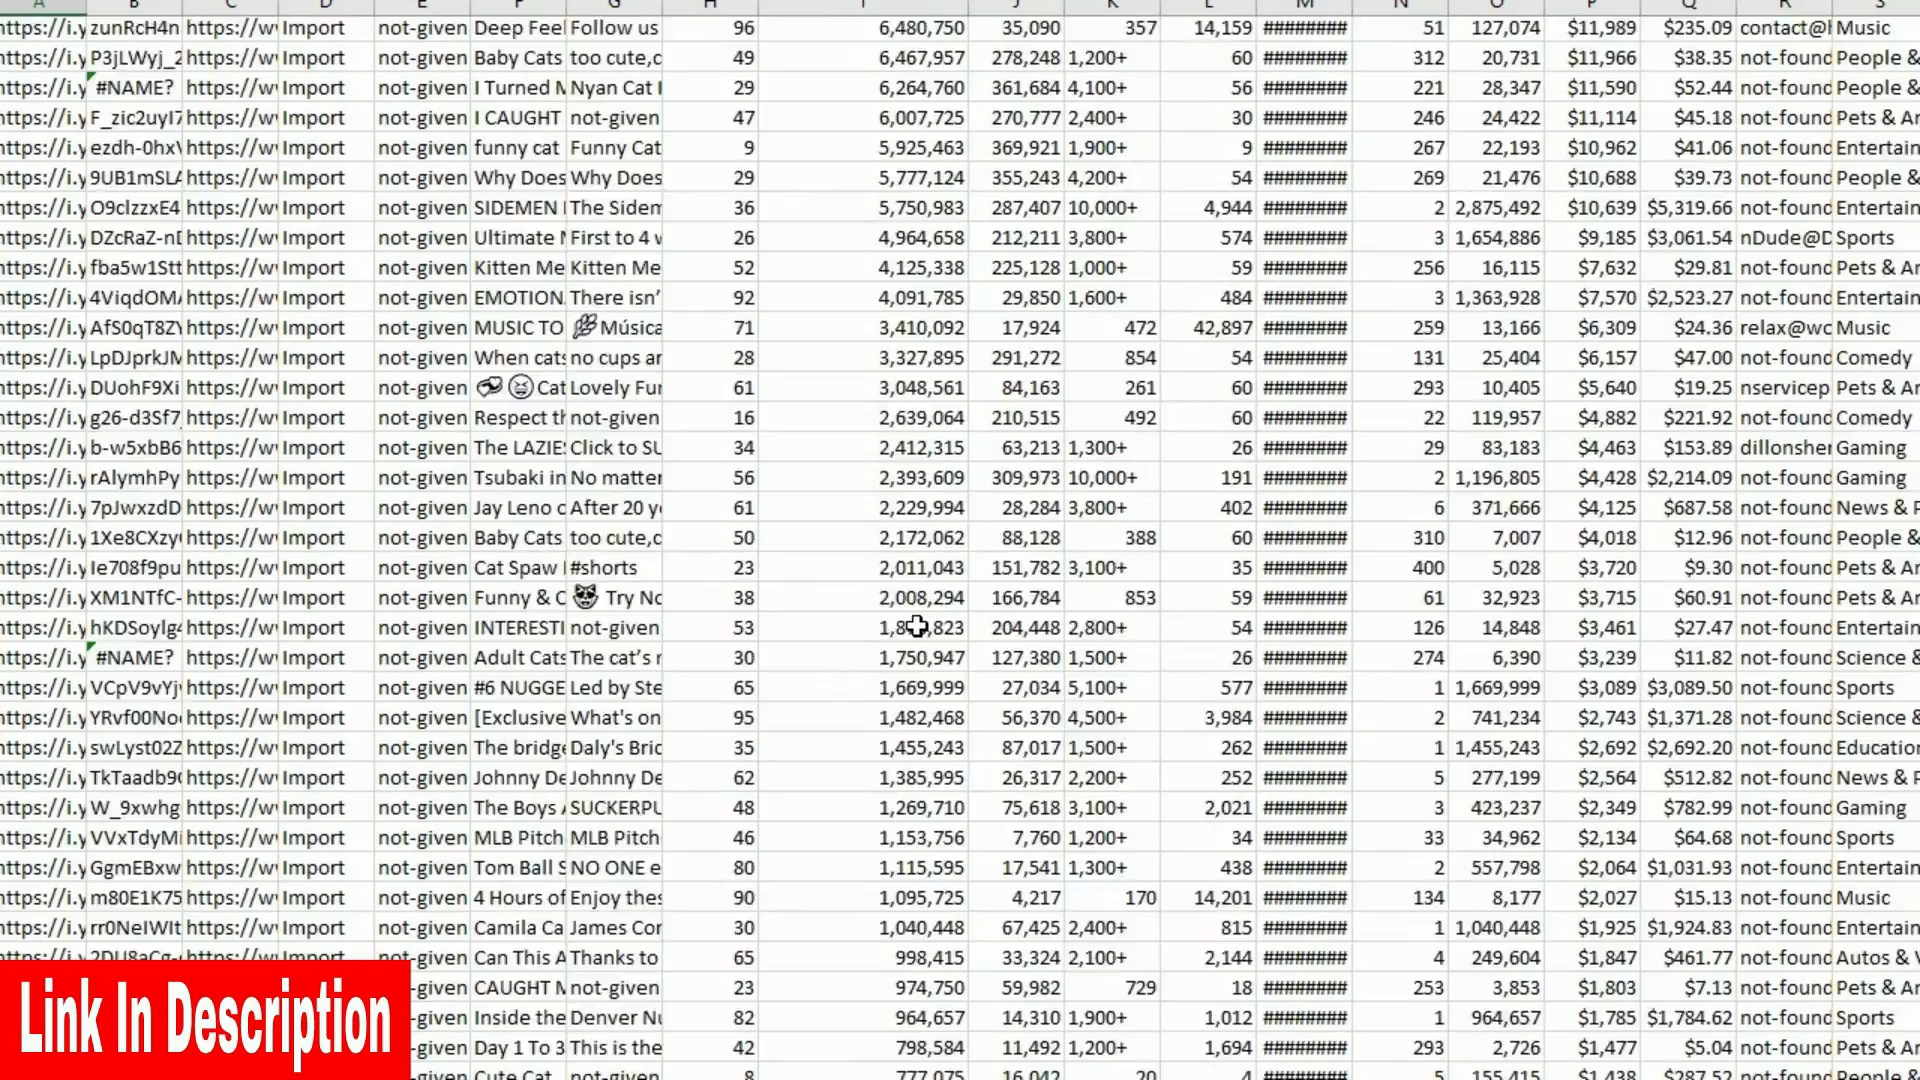 A B C D E F G H I J K L M N O P Q R S
https://i.y zunRcH4n https://w Import not-given Deep Feel Follow us 96 6,480,750 35,090 357 14,159 ######## 51 127,074 $11,989 $235.09 contact@h Music
https://i.y P3jLWyj_2 https://w Import not-given Baby Cats too cute,c 49 6,467,957 278,248 1,200+ 60 ######## 312 20,731 $11,966 $38.35 not-found People &
https://i.y #NAME? https://w Import not-given I Turned M Nyan Cat I 29 6,264,760 361,684 4,100+ 56 ######## 221 28,347 $11,590 $52.44 not-found People &
https://i.y F_zic2uyI7 https://w Import not-given I CAUGHT not-given 47 6,007,725 270,777 2,400+ 30 ######## 246 24,422 $11,114 $45.18 not-found Pets & An
https://i.y ezdh-0hxV https://w Import not-given funny cat Funny Cat 9 5,925,463 369,921 1,900+ 9 ######## 267 22,193 $10,962 $41.06 not-found Entertain
https://i.y 9UB1mSLA https://w Import not-given Why Does Why Does 29 5,777,124 355,243 4,200+ 54 ######## 269 21,476 $10,688 $39.73 not-found People &
https://i.y O9clzzxE4 https://w Import not-given SIDEMEN The Sidem 36 5,750,983 287,407 10,000+ 4,944 ######## 2 2,875,492 $10,639 $5,319.66 not-found Entertain
https://i.y DZcRaZ-nD https://w Import not-given Ultimate M First to 4 w 26 4,964,658 212,211 3,800+ 574 ######## 3 1,654,886 $9,185 $3,061.54 nDude@D Sports
https://i.y fba5w1Stt https://w Import not-given Kitten Me Kitten Me 52 4,125,338 225,128 1,000+ 59 ######## 256 16,115 $7,632 $29.81 not-found Pets & An
https://i.y 4ViqdOMA https://w Import not-given EMOTION There isn’ 92 4,091,785 29,850 1,600+ 484 ######## 3 1,363,928 $7,570 $2,523.27 not-found Entertain
https://i.y AfS0qT8ZY https://w Import not-given MUSIC TO Música 71 3,410,092 17,924 472 42,897 ######## 259 13,166 $6,309 $24.36 relax@wo Music
https://i.y LpDJprkJM https://w Import not-given When cats no cups ar 28 3,327,895 291,272 854 54 ######## 131 25,404 $6,157 $47.00 not-found Comedy
https://i.y DUohF9Xi https://w Import not-given Cat Lovely Fur 61 3,048,561 84,163 261 60 ######## 293 10,405 $5,640 $19.25 nservicep Pets & An
https://i.y g26-d3Sf7 https://w Import not-given Respect th not-given 16 2,639,064 210,515 492 60 ######## 22 119,957 $4,882 $221.92 not-found Comedy
https://i.y b-w5xbB6 https://w Import not-given The LAZIES Click to SU 34 2,412,315 63,213 1,300+ 26 ######## 29 83,183 $4,463 $153.89 dillonsher Gaming
https://i.y rAlymhPy https://w Import not-given Tsubaki in No matter 56 2,393,609 309,973 10,000+ 191 ######## 2 1,196,805 $4,428 $2,214.09 not-found Gaming
https://i.y 7pJwxzdD https://w Import not-given Jay Leno o After 20 ye 61 2,229,994 28,284 3,800+ 402 ######## 6 371,666 $4,125 $687.58 not-found News & P
https://i.y 1Xe8CXzy https://w Import not-given Baby Cats too cute,c 50 2,172,062 88,128 388 60 ######## 310 7,007 $4,018 $12.96 not-found People &
https://i.y Ie708f9pu https://w Import not-given Cat Spaw #shorts 23 2,011,043 151,782 3,100+ 35 ######## 400 5,028 $3,720 $9.30 not-found Pets & An
https://i.y XM1NTfC- https://w Import not-given Funny & C Try No 38 2,008,294 166,784 853 59 ######## 61 32,923 $3,715 $60.91 not-found Pets & An
https://i.y hKDSoylg4 https://w Import not-given INTERESTI not-given 53 204,448 2,800+ 54 ######## 126 14,848 $3,461 $27.47 not-found Entertain
https://i.y #NAME? https://w Import not-given Adult Cats The cat’s r 30 1,750,947 127,380 1,500+ 26 ######## 274 6,390 $3,239 $11.82 not-found Science &
https://i.y VCpV9vYj https://w Import not-given #6 NUGGE Led by Ste 65 1,669,999 27,034 5,100+ 577 ######## 1 1,669,999 $3,089 $3,089.50 not-found Sports
https://i.y YRvf00No https://w Import not-given [Exclusive What's on 95 1,482,468 56,370 4,500+ 3,984 ######## 2 741,234 $2,743 $1,371.28 not-found Science &
https://i.y swLyst02Z https://w Import not-given The bridge Daly's Bric 35 1,455,243 87,017 1,500+ 262 ######## 1 1,455,243 $2,692 $2,692.20 not-found Education
https://i.y TkTaadb9 https://w Import not-given Johnny De Johnny De 62 1,385,995 26,317 2,200+ 252 ######## 5 277,199 $2,564 $512.82 not-found News & P
https://i.y W_9xwhg https://w Import not-given The Boys A SUCKERPU 48 1,269,710 75,618 3,100+ 2,021 ######## 3 423,237 $2,349 $782.99 not-found Gaming
https://i.y VVxTdyMi https://w Import not-given MLB Pitch MLB Pitch 46 1,153,756 7,760 1,200+ 34 ######## 33 34,962 $2,134 $64.68 not-found Sports
https://i.y GgmEBxw https://w Import not-given Tom Ball S NO ONE e 80 1,115,595 17,541 1,300+ 438 ######## 2 557,798 $2,064 $1,031.93 not-found Entertain
https://i.y m80E1K75 https://w Import not-given 4 Hours of Enjoy thes 90 1,095,725 4,217 170 14,201 ######## 134 8,177 $2,027 $15.13 not-found Music
https://i.y rr0NeIWIt https://w Import not-given Camila Ca James Cor 30 1,040,448 67,425 2,400+ 815 ######## 1 1,040,448 $1,925 $1,924.83 not-found Entertain
https://i.y 2DU8aCg- https://w Import not-given Can This A Thanks to 65 998,415 33,324 2,100+ 2,144 ######## 4 249,604 $1,847 $461.77 not-found Autos & V
-given CAUGHT M not-given 23 974,750 59,982 729 18 ######## 253 3,853 $1,803 $7.13 not-found Pets & An
-given Inside the Denver Nu 82 964,657 14,310 1,900+ 1,012 ######## 1 964,657 $1,785 $1,784.62 not-found Sports
-given Day 1 To 3 This is the 42 798,584 11,492 1,200+ 1,694 ######## 293 2,726 $1,477 $5.04 not-found Pets & An
-given Cute Cat not-given 8 777,075 16,042 20 4 ######## 5 155,415 $1,438 $287.52 not-found People &
Link In Description